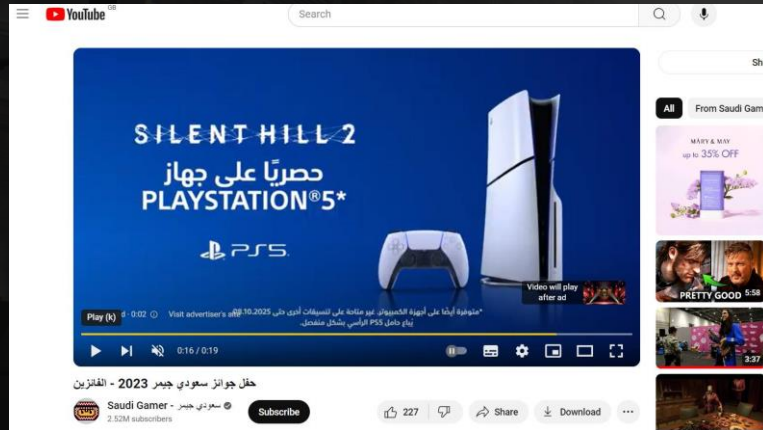 YouTube GB
Search
Sh
All
From Saudi Gam
SILENT HILL 2
حصريًا على جهاز
PLAYSTATION®5*
PS5
MARY & MAY
up to 35% OFF
Video will play
after ad
PRETTY GOOD
5:58
*متوفرة أيضًا على أجهزة الكمبيوتر. غير متاحة على تنسيقات أخرى حتى 08.10.2025
يُباع حامل PS5 الرأسي بشكل منفصل.
Play (k)
0:02
Visit advertiser's
0:16 / 0:19
3:37
حفل جوائز سعودي جيمر 2023 - الفائزين
Saudi Gamer - سعودي جيمر
2.52M subscribers
Subscribe
227
Share
Download